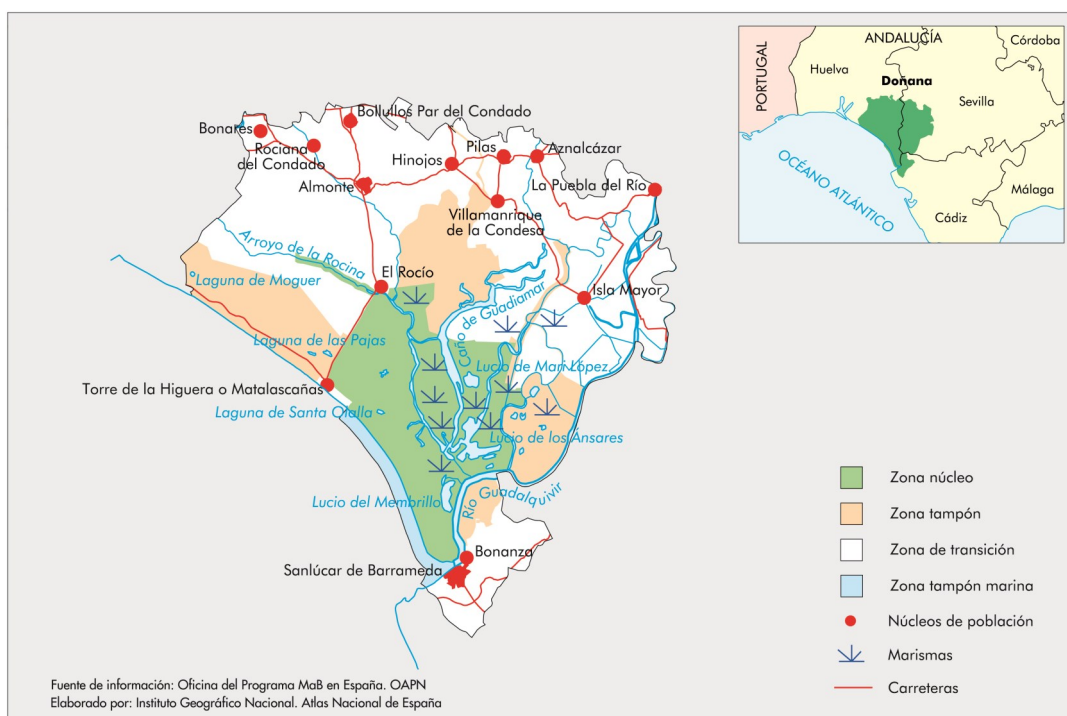 Bollullos Par del Condado
Bonares
Rociana
del Condado
Pilas
Aznalcázar
Hinojos
Almonte
La Puebla del Río
Villamanrique
de la Condesa
Arroyo de la Rocina
El Rocío
Laguna de Moguer
Caño de Guadiamar
Isla Mayor
Laguna de las Pajas
Lucio de Mari López
Torre de la Higuera o Matalascañas
Laguna de Santa Olalla
Lucio de los Ánsares
Lucio del Membrillo
Río Guadalquivir
Bonanza
Sanlúcar de Barrameda
PORTUGAL
ANDALUCÍA
Córdoba
Huelva
Doñana
Sevilla
OCÉANO ATLÁNTICO
Málaga
Cádiz
Zona núcleo
Zona tampón
Zona de transición
Zona tampón marina
Núcleos de población
Marismas
Carreteras
Fuente de información: Oficina del Programa MaB en España. OAPN
Elaborado por: Instituto Geográfico Nacional. Atlas Nacional de España